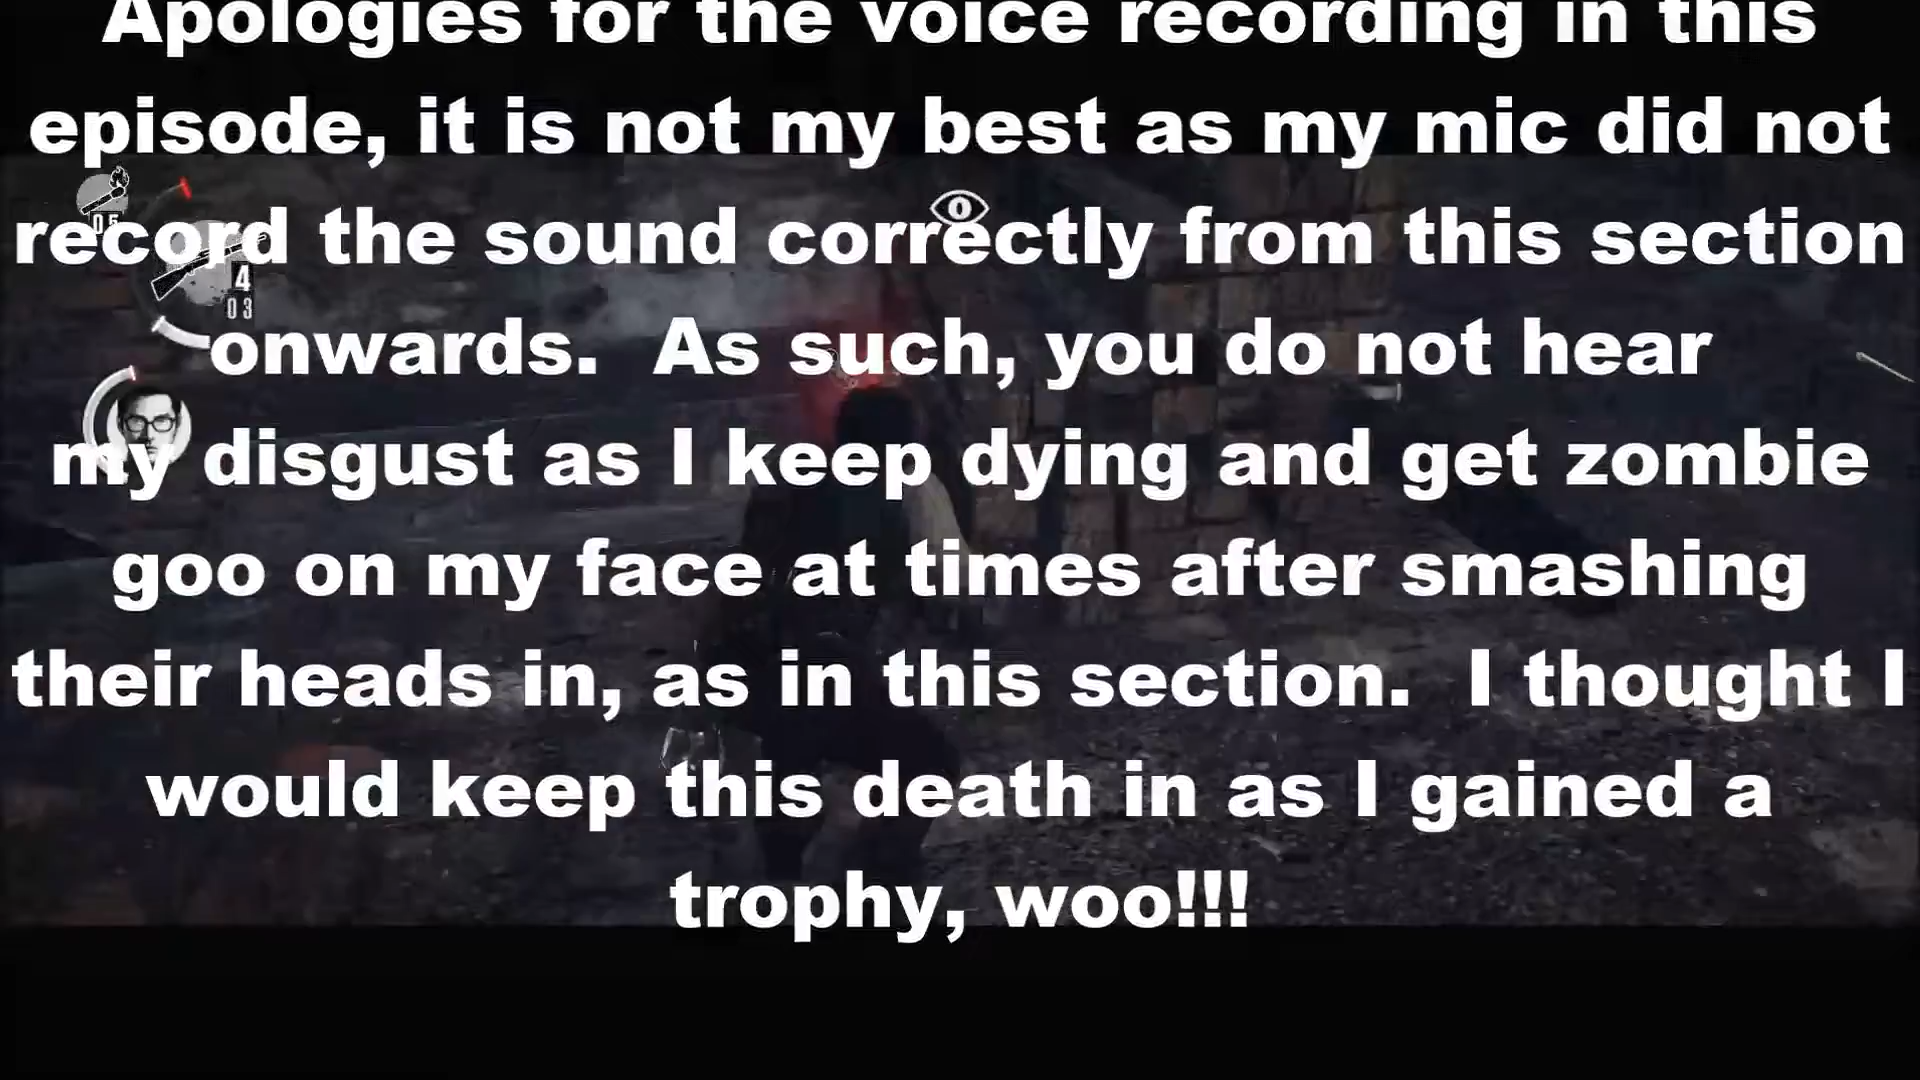 Apologies for the voice recording in this
episode, it is not my best as my mic did not
record the sound correctly from this section
onwards.  As such, you do not hear
my disgust as I keep dying and get zombie
goo on my face at times after smashing
their heads in, as in this section.  I thought I
would keep this death in as I gained a
trophy, woo!!!
05
4
03